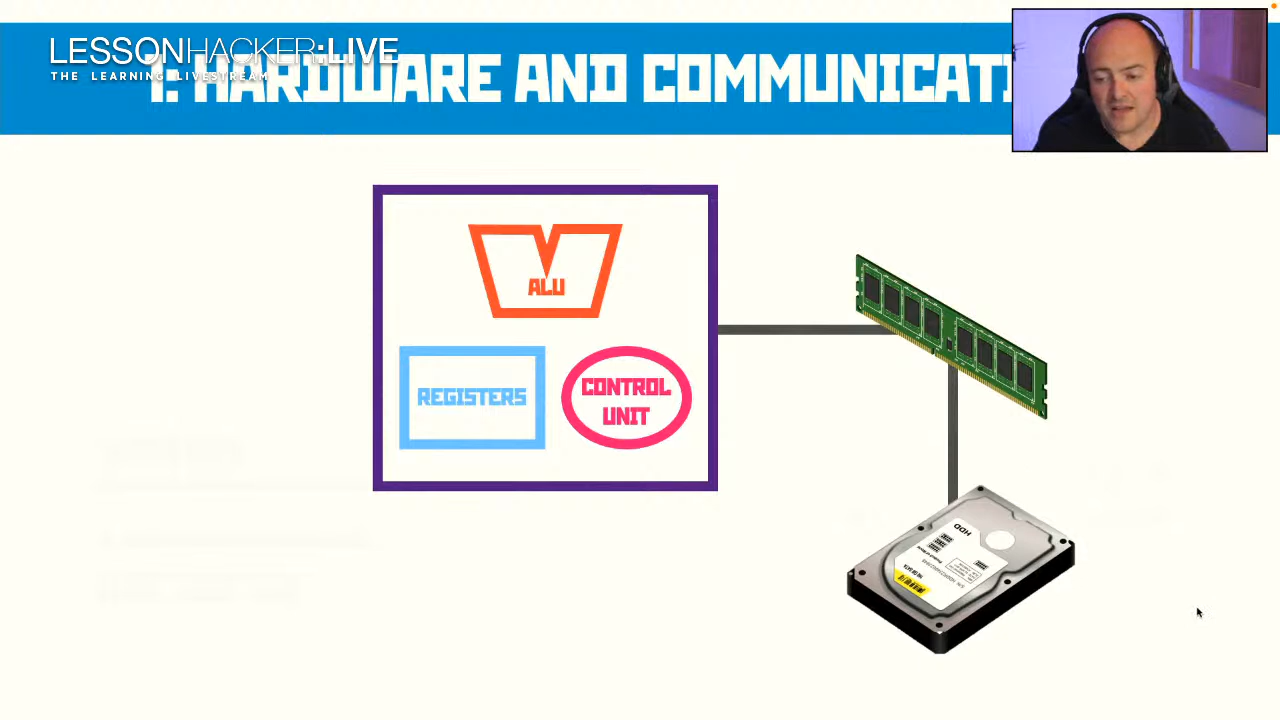 LESSONHACKER:LIVE
THE LEARNING LIVESTREAM
1. HARDWARE AND COMMUNICATI
ALU
REGISTERS
CONTROL
UNIT
HDD